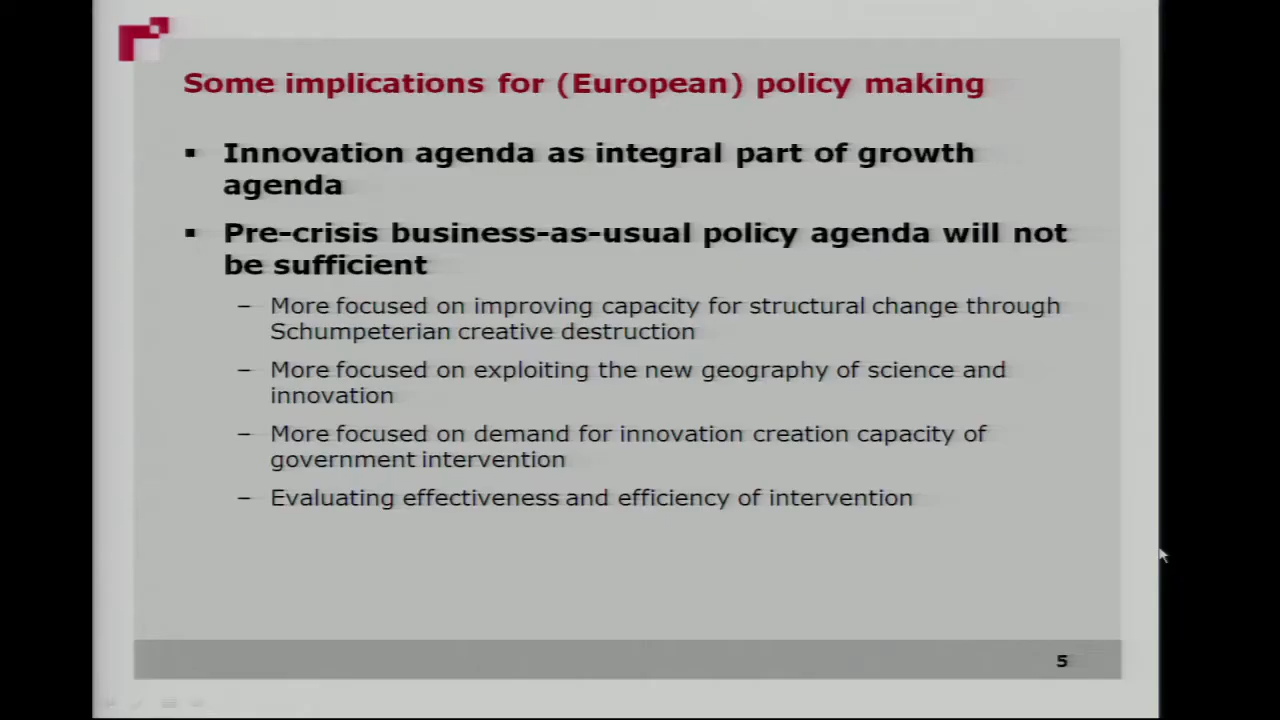 Some implications for (European) policy making
▪ Innovation agenda as integral part of growth
agenda
▪ Pre-crisis business-as-usual policy agenda will not
be sufficient
– More focused on improving capacity for structural change through
Schumpeterian creative destruction
– More focused on exploiting the new geography of science and
innovation
– More focused on demand for innovation creation capacity of
government intervention
– Evaluating effectiveness and efficiency of intervention
5